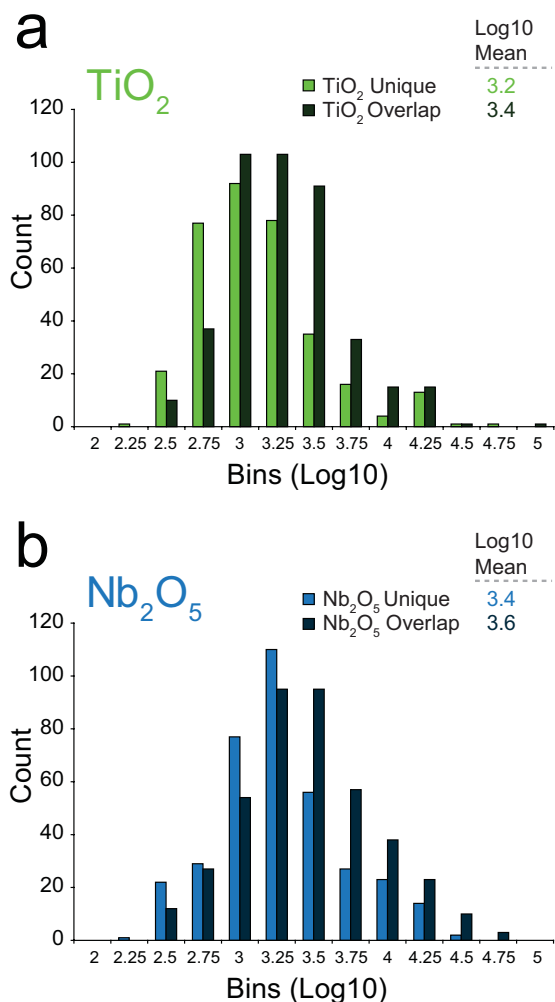 a
Log10
Mean
TiO₂
TiO₂ Unique 3.2
TiO₂ Overlap 3.4
120
100
80
60
40
20
0
Count
2 2.25 2.5 2.75 3 3.25 3.5 3.75 4 4.25 4.5 4.75 5
Bins (Log10)
b
Log10
Mean
Nb₂O₅
Nb₂O₅ Unique 3.4
Nb₂O₅ Overlap 3.6
120
100
80
60
40
20
0
Count
2 2.25 2.5 2.75 3 3.25 3.5 3.75 4 4.25 4.5 4.75 5
Bins (Log10)